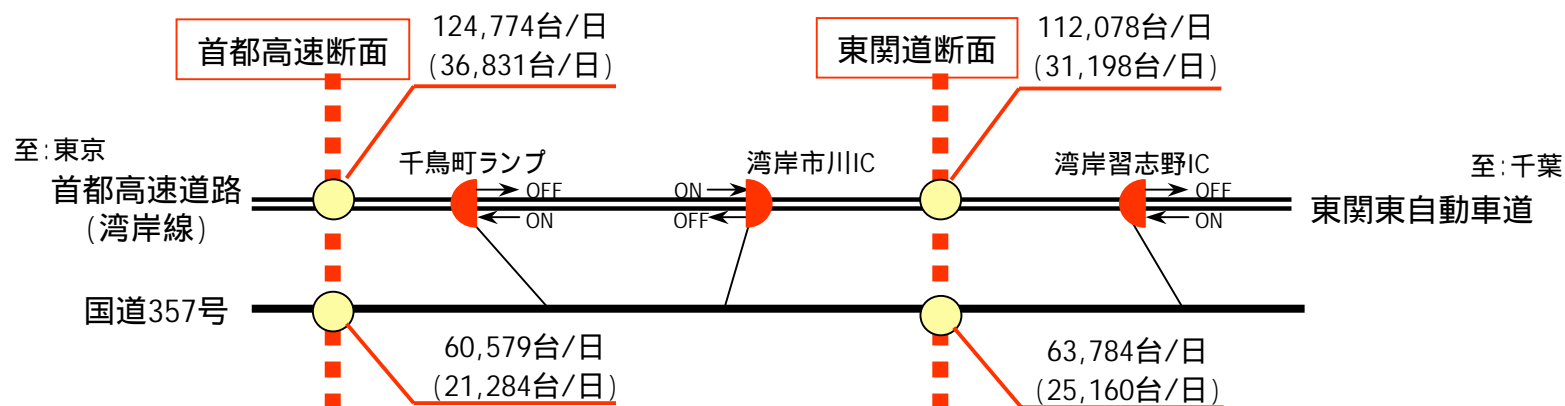 首都高速断面
124,774台/日
(36,831台/日)
東関道断面
112,078台/日
(31,198台/日)
至:東京
千鳥町ランプ
湾岸市川IC
湾岸習志野IC
至:千葉
首都高速道路
(湾岸線)
OFF
ON
ON
OFF
OFF
ON
東関東自動車道
国道357号
60,579台/日
(21,284台/日)
63,784台/日
(25,160台/日)